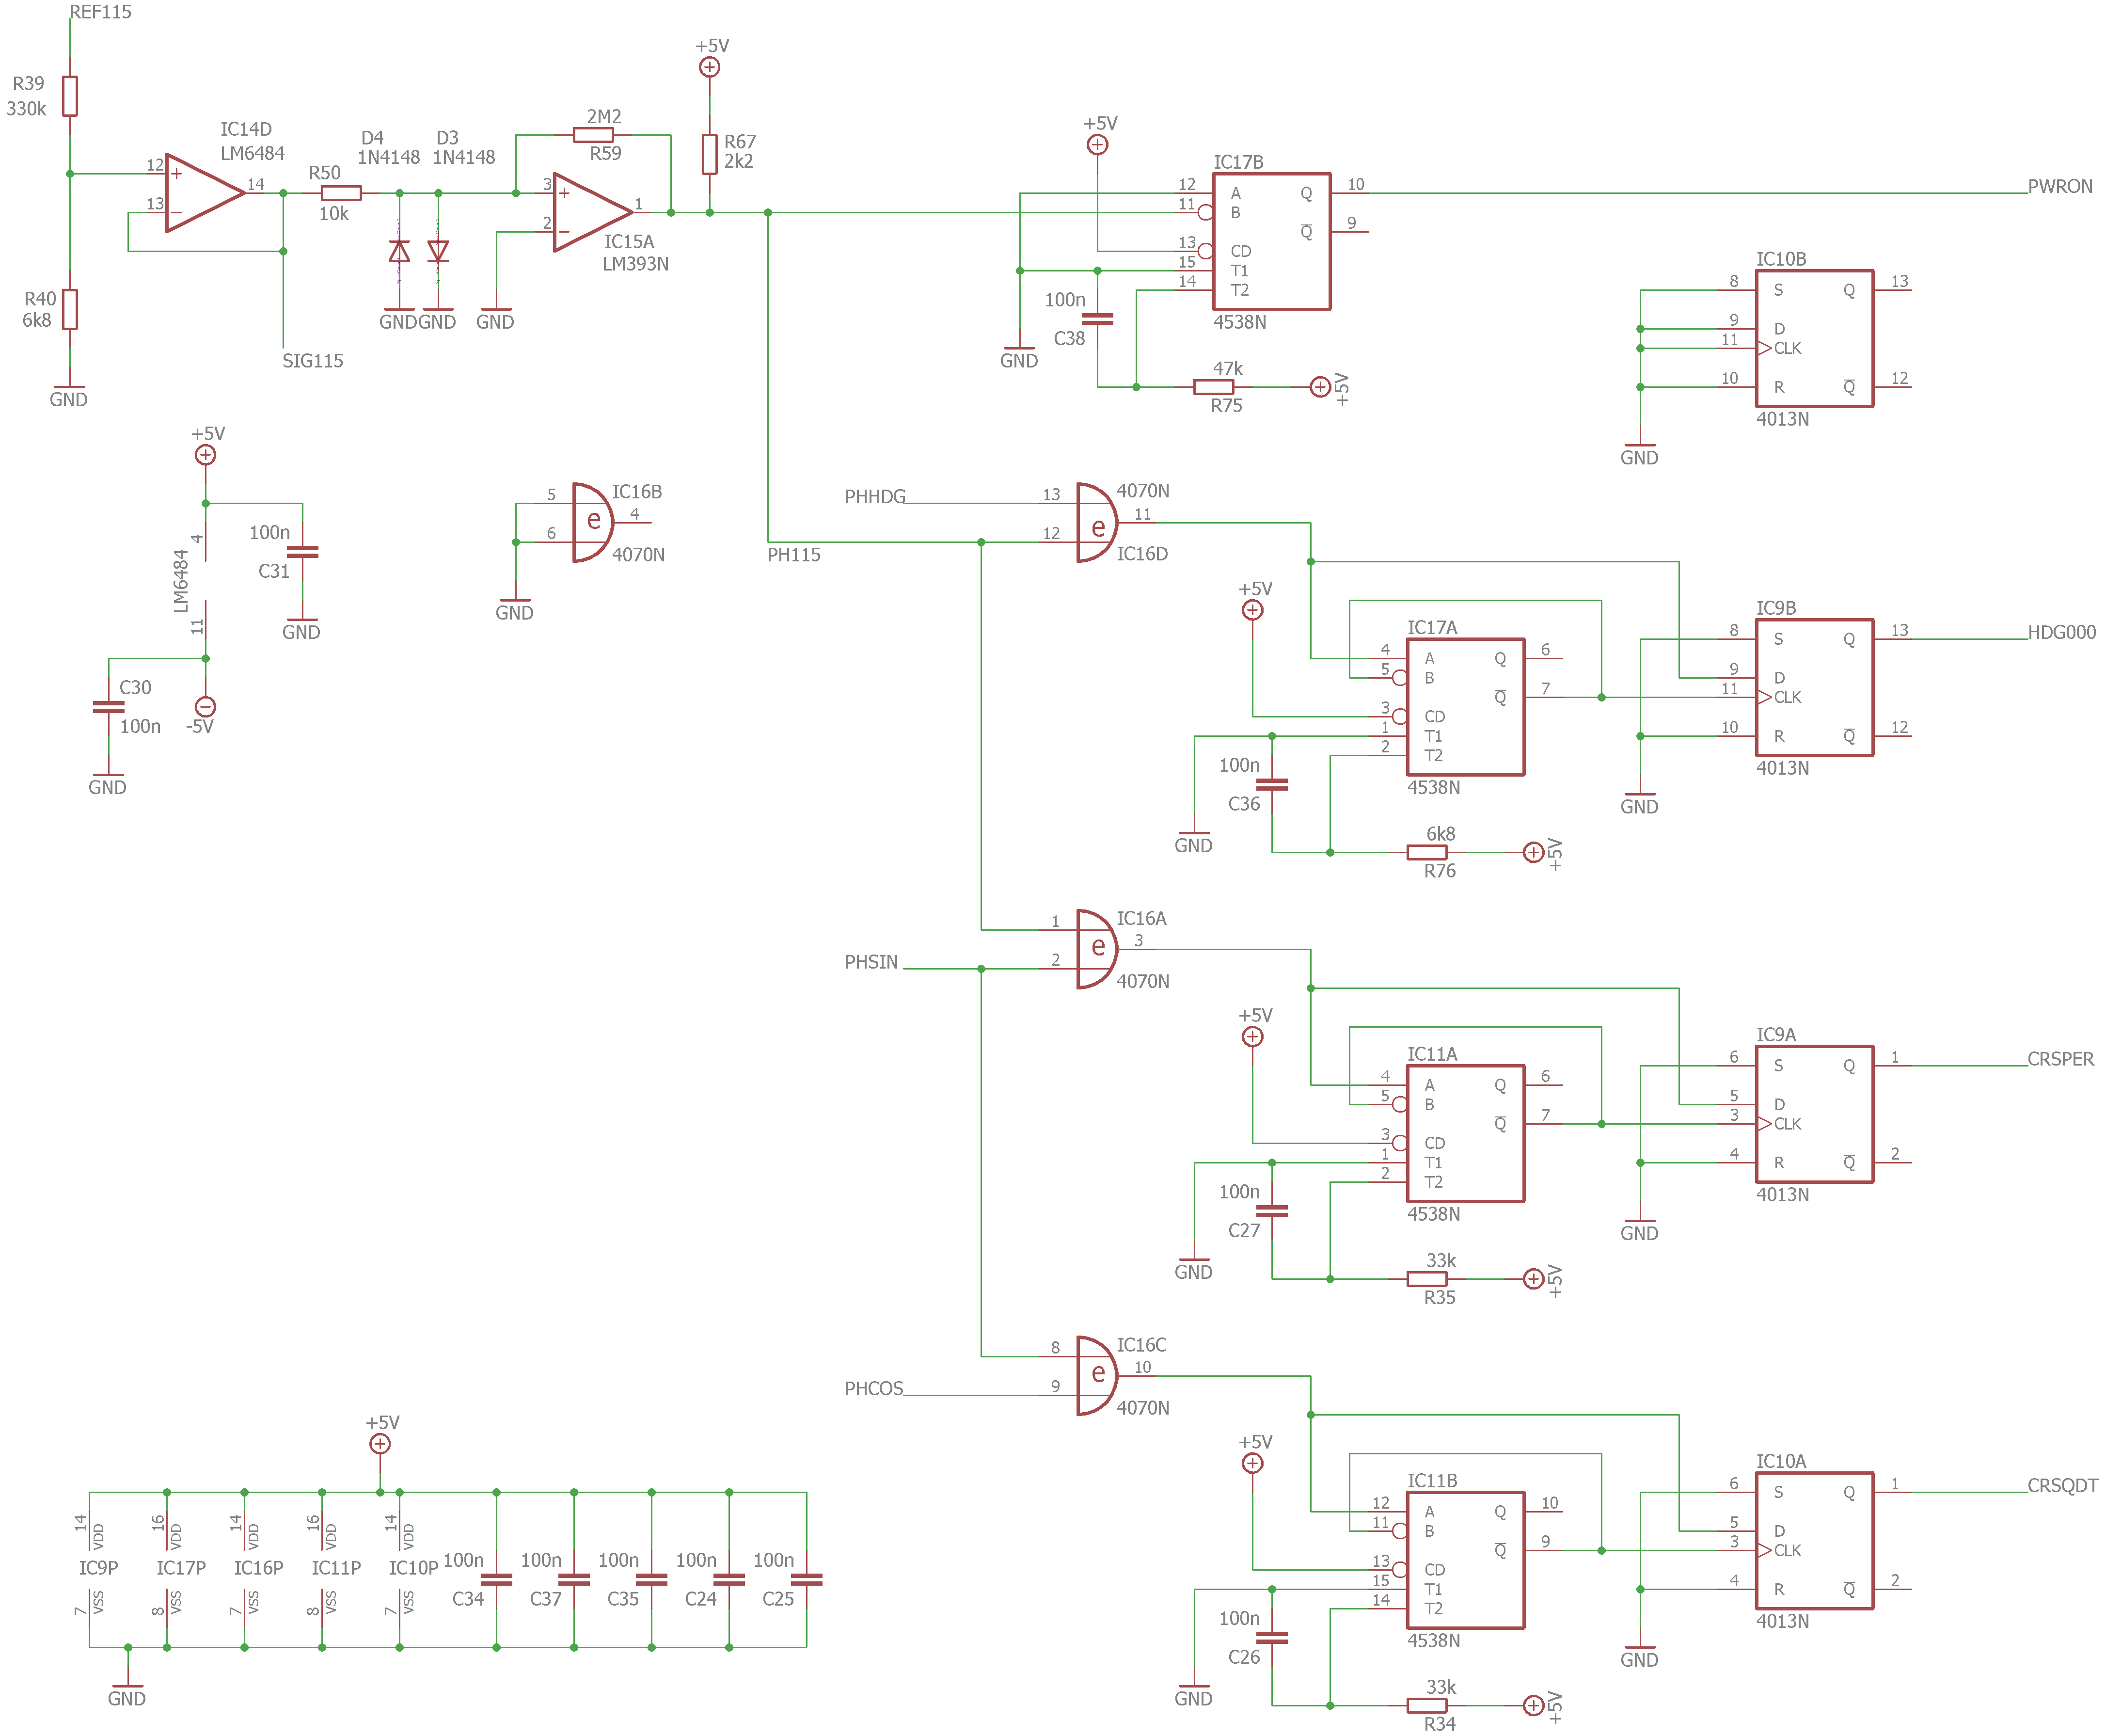 REF115
R39
330k
R40
6k8
GND
12
13
14
+
−
IC14D
LM6484
R50
10k
SIG115
D4
1N4148
D3
1N4148
GND
GND
GND
2M2
R59
3
2
1
+
−
IC15A
LM393N
+5V
R67
2k2
+5V
IC17B
12
11
13
15
14
A
B
CD
T1
T2
Q
Q
10
9
4538N
100n
C38
GND
47k
R75
+5V
PWRON
IC10B
8
9
11
10
S
D
CLK
R
Q
Q
13
12
4013N
GND
+5V
4
LM6484
11
100n
C31
GND
C30
100n
-5V
GND
5
6
e
4
IC16B
4070N
GND
PH115
PHHDG
13
12
e
4070N
11
IC16D
+5V
IC17A
4
5
3
1
2
A
B
CD
T1
T2
Q
Q
6
7
4538N
100n
C36
GND
6k8
R76
+5V
IC9B
8
9
11
10
S
D
CLK
R
Q
Q
13
12
4013N
GND
HDG000
PHSIN
1
2
e
IC16A
3
4070N
+5V
IC11A
4
5
3
1
2
A
B
CD
T1
T2
Q
Q
6
7
4538N
100n
C27
GND
33k
R35
+5V
IC9A
6
5
3
4
S
D
CLK
R
Q
Q
1
2
4013N
GND
CRSPER
PHCOS
8
9
e
IC16C
10
4070N
+5V
IC11B
12
11
13
15
14
A
B
CD
T1
T2
Q
Q
10
9
4538N
100n
C26
GND
33k
R34
+5V
IC10A
6
5
3
4
S
D
CLK
R
Q
Q
1
2
4013N
GND
CRSQDT
+5V
14
VDD
IC9P
7
VSS
16
VDD
IC17P
8
VSS
14
VDD
IC16P
7
VSS
16
VDD
IC11P
8
VSS
14
VDD
IC10P
7
VSS
100n
C34
100n
C37
100n
C35
100n
C24
100n
C25
GND